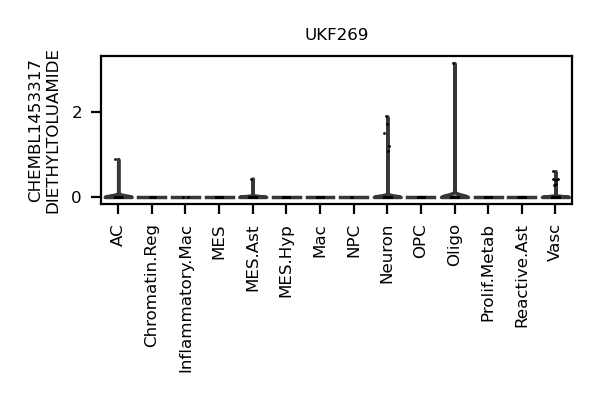 UKF269
CHEMBL1453317
DIETHYLTOLUAMIDE
2
0
AC
Chromatin.Reg
Inflammatory.Mac
MES
MES.Ast
MES.Hyp
Mac
NPC
Neuron
OPC
Oligo
Prolif.Metab
Reactive.Ast
Vasc